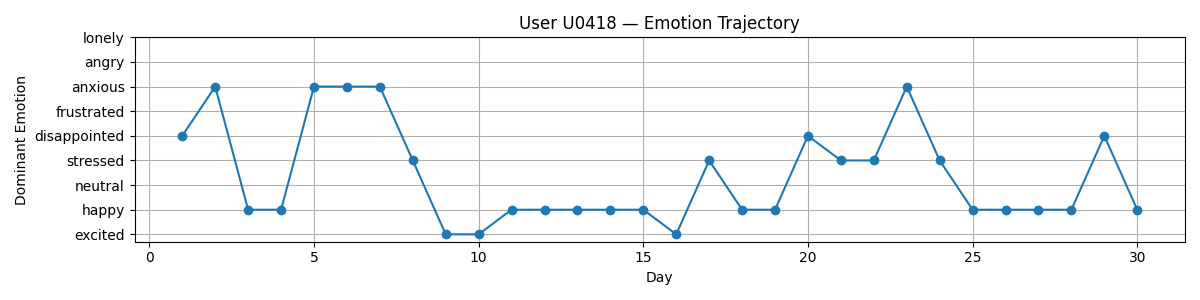 User U0418 — Emotion Trajectory
Dominant Emotion
lonely
angry
anxious
frustrated
disappointed
stressed
neutral
happy
excited
0 5 10 15 20 25 30
Day